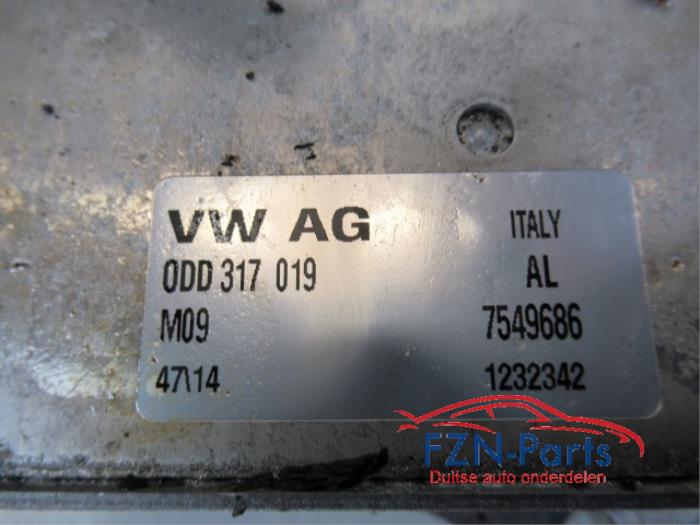 VW AG ITALY
0DD 317 019 AL
M09 7549686
47\14 1232342
FZN-Parts
Duitse auto onderdelen